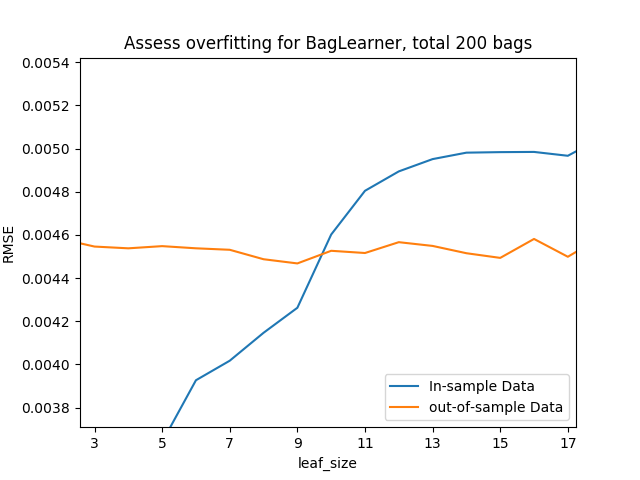 Assess overfitting for BagLearner, total 200 bags
0.0054
0.0052
0.0050
0.0048
0.0046
0.0044
0.0042
0.0040
0.0038
RMSE
In-sample Data
out-of-sample Data
3 5 7 9 11 13 15 17
leaf_size